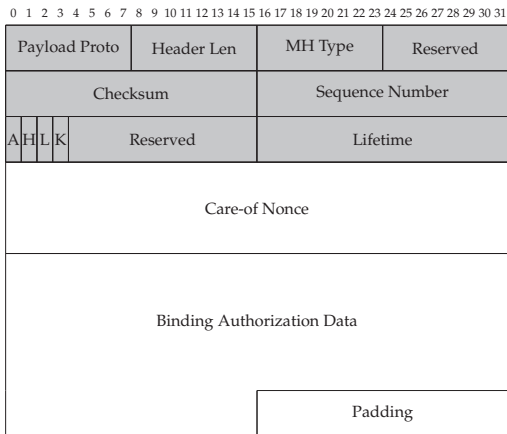 0 1 2 3 4 5 6 7 8 9 10 11 12 13 14 15 16 17 18 19 20 21 22 23 24 25 26 27 28 29 30 31
Payload Proto Header Len MH Type Reserved
Checksum Sequence Number
A H L K Reserved Lifetime
Care-of Nonce
Binding Authorization Data
Padding